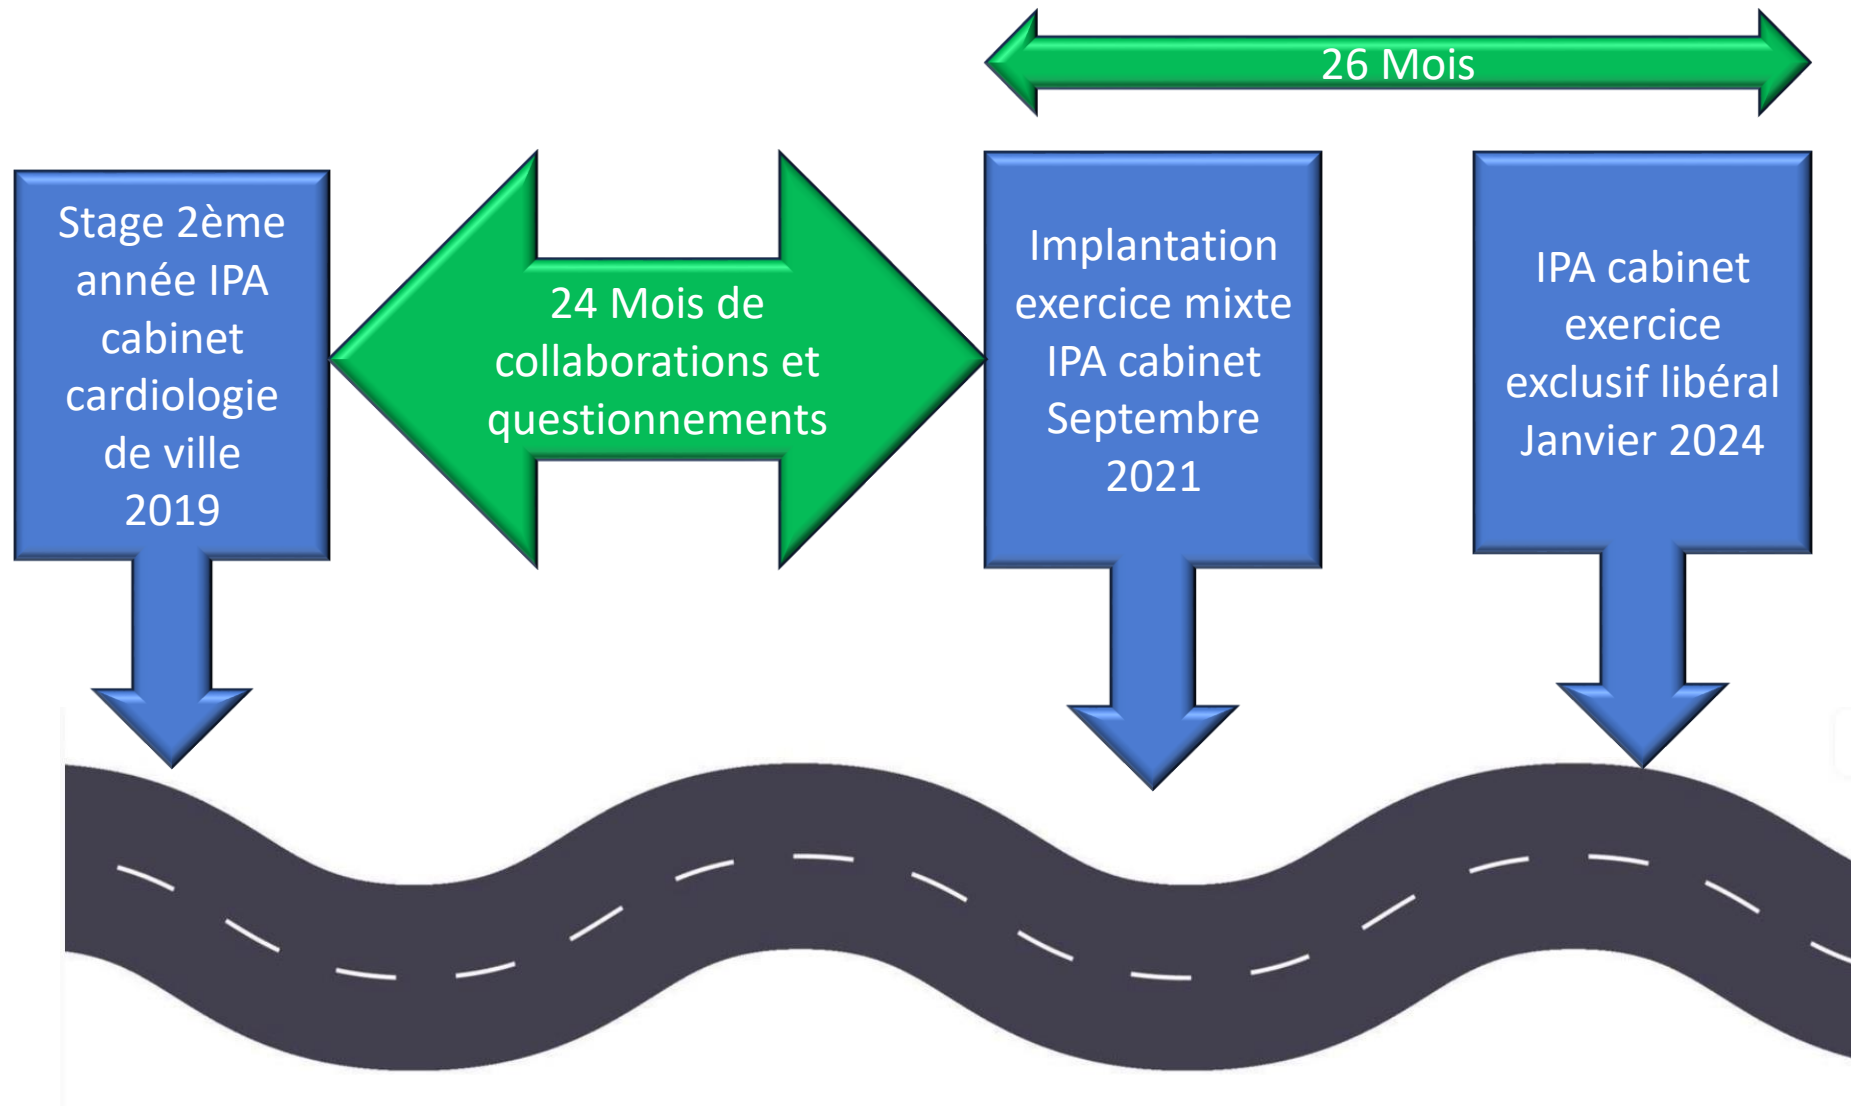 26 Mois
Stage 2ème
année IPA
cabinet
cardiologie
de ville
2019
24 Mois de
collaborations et
questionnements
Implantation
exercice mixte
IPA cabinet
Septembre
2021
IPA cabinet
exercice
exclusif libéral
Janvier 2024